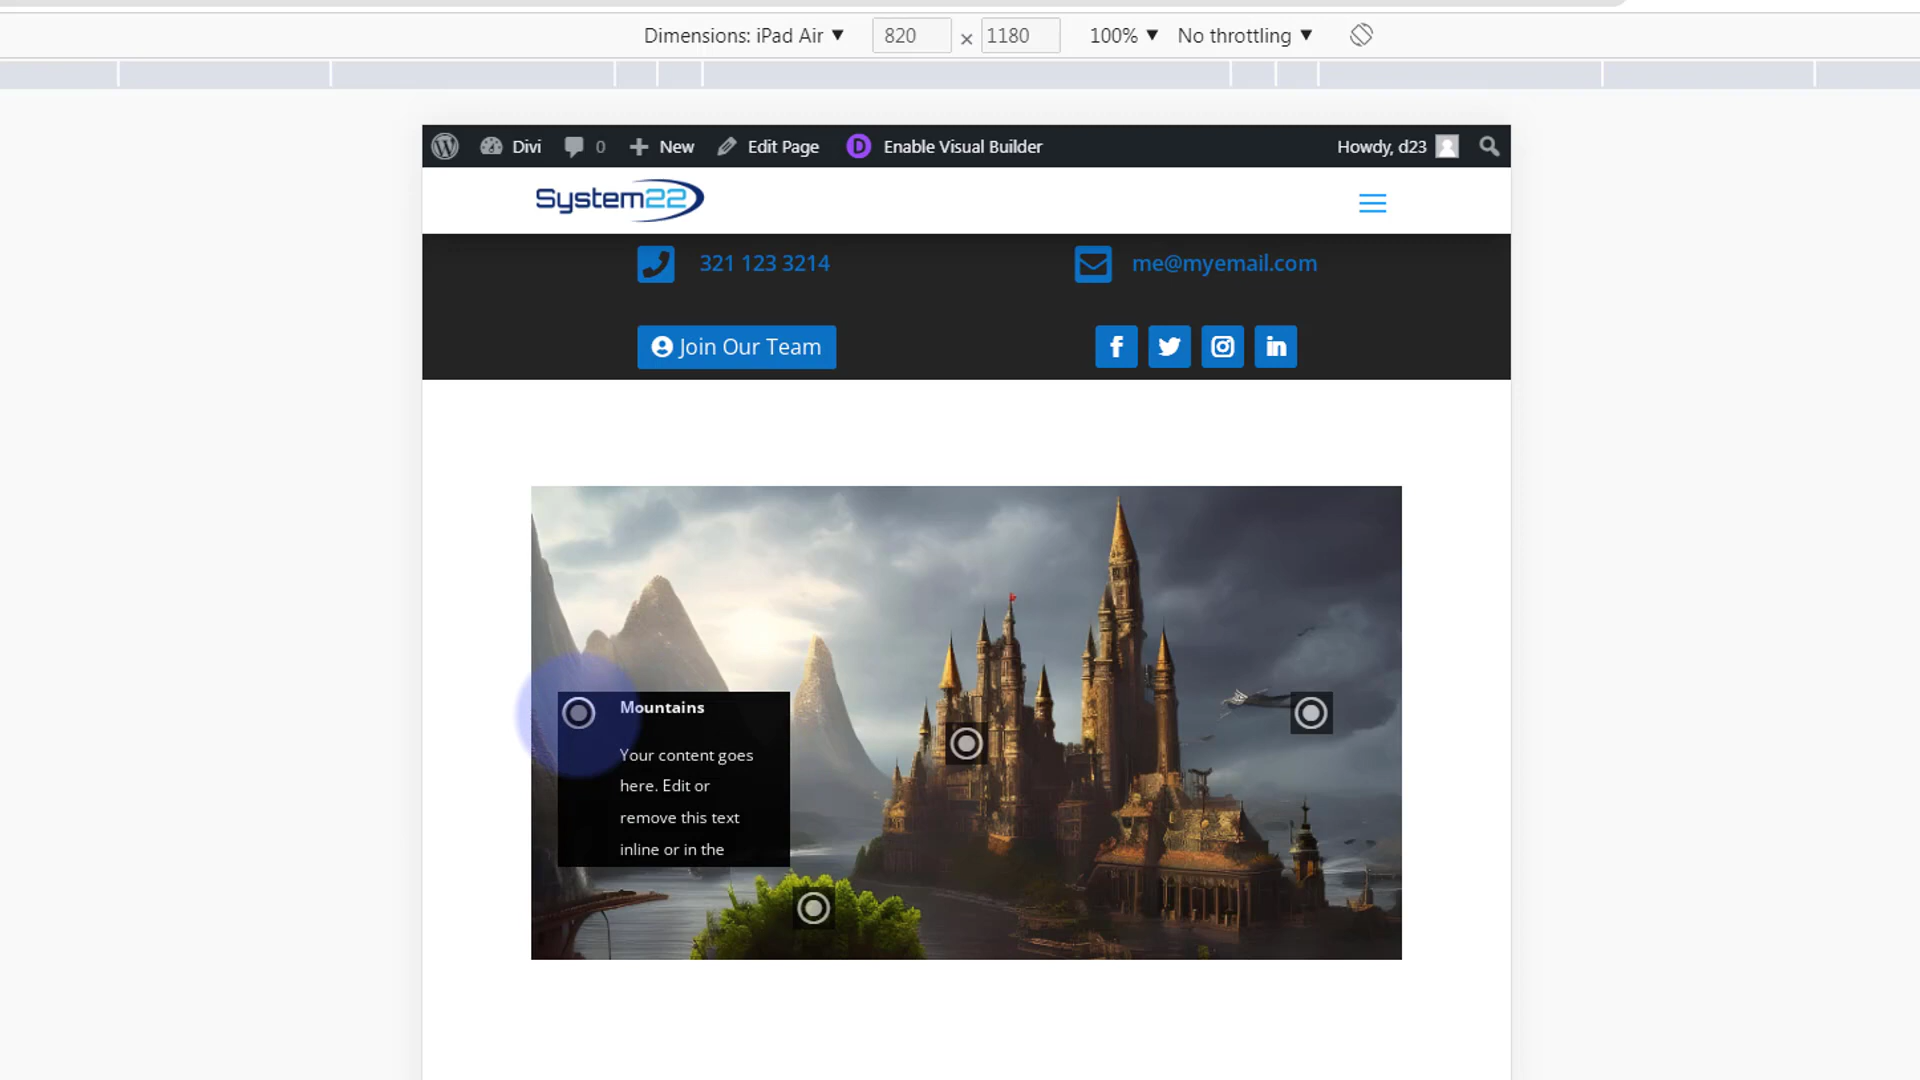 Dimensions: iPad Air ▼ 820 × 1180 100% ▼ No throttling ▼
Divi 0 New Edit Page Enable Visual Builder Howdy, d23
System22
321 123 3214 me@myemail.com
Join Our Team
Mountains
Your content goes
here. Edit or
remove this text
inline or in the